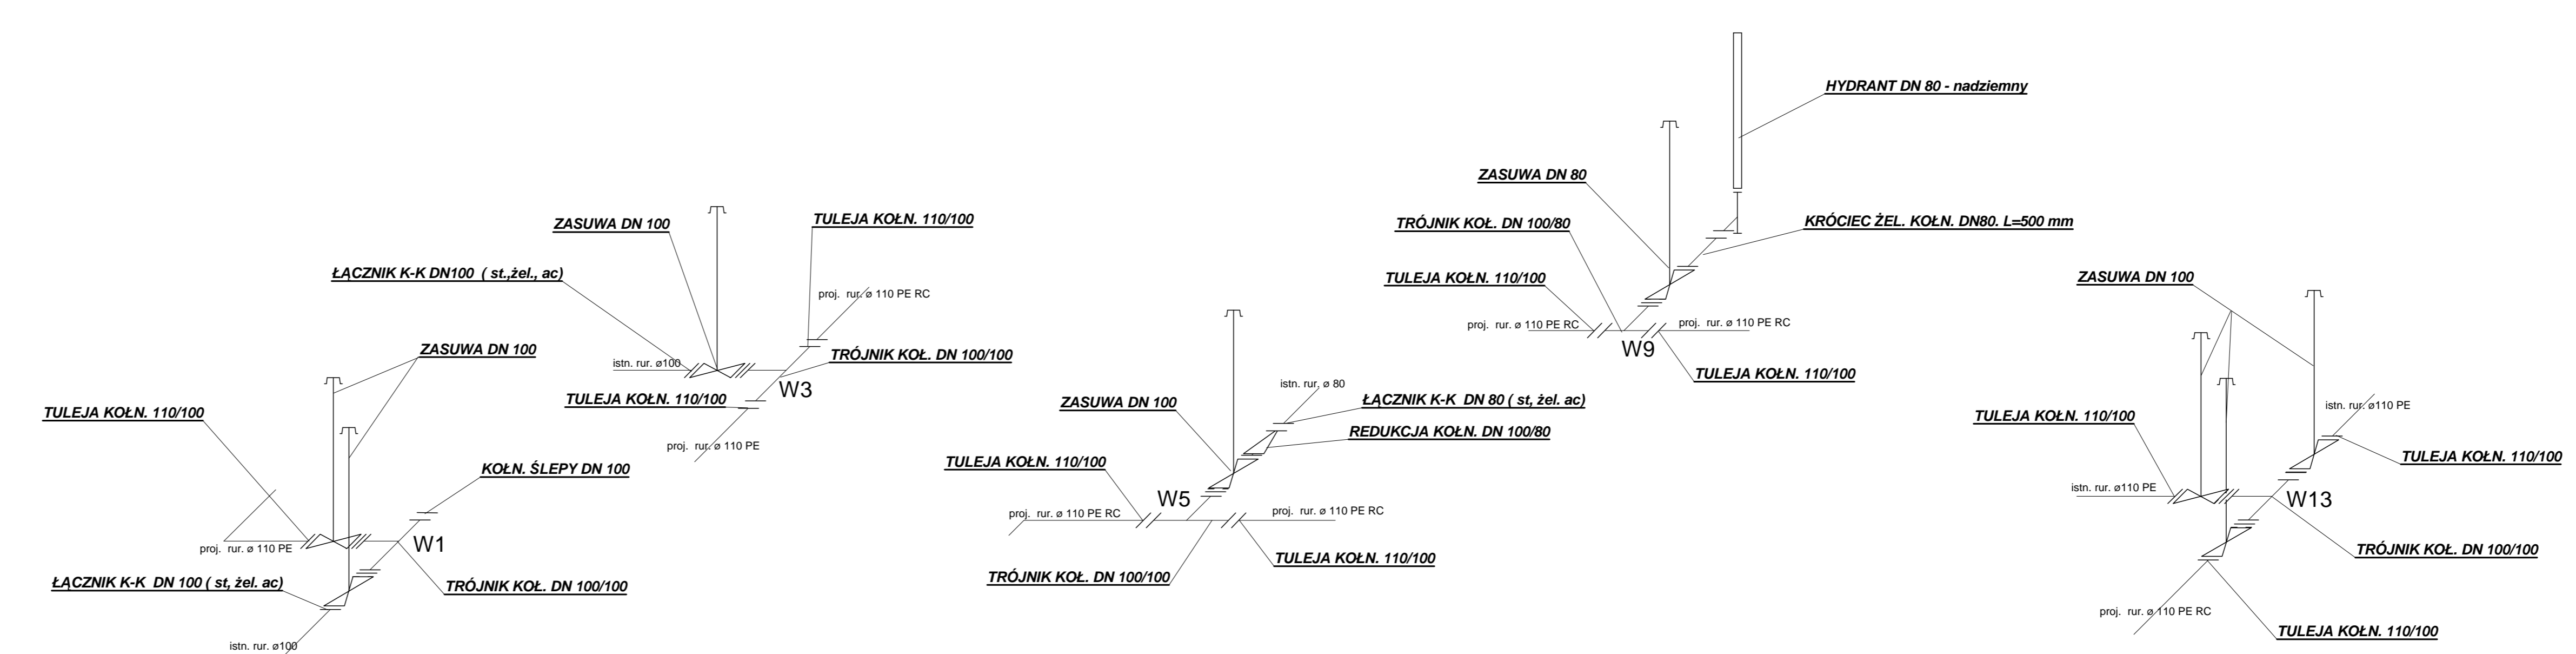 TULEJA KOŁN. 110/100
ZASUWA DN 100
KOŁN. ŚLEPY DN 100
proj. rur. ø 110 PE
W1
ŁĄCZNIK K-K DN 100 ( st, żel. ac)
TRÓJNIK KOŁ. DN 100/100
istn. rur. ø100
ZASUWA DN 100
TULEJA KOŁN. 110/100
ŁĄCZNIK K-K DN100 ( st.,żel., ac)
proj. rur. ø 110 PE RC
istn. rur. ø100
TRÓJNIK KOŁ. DN 100/100
W3
TULEJA KOŁN. 110/100
proj. rur. ø 110 PE
istn. rur. ø 80
ZASUWA DN 100
ŁĄCZNIK K-K DN 80 ( st, żel. ac)
REDUKCJA KOŁN. DN 100/80
TULEJA KOŁN. 110/100
W5
proj. rur. ø 110 PE RC
proj. rur. ø 110 PE RC
TULEJA KOŁN. 110/100
TRÓJNIK KOŁ. DN 100/100
HYDRANT DN 80 - nadziemny
ZASUWA DN 80
TRÓJNIK KOŁ. DN 100/80
KRÓCIEC ŻEL. KOŁN. DN80. L=500 mm
TULEJA KOŁN. 110/100
proj. rur. ø 110 PE RC
proj. rur. ø 110 PE RC
W9
TULEJA KOŁN. 110/100
ZASUWA DN 100
istn. rur. ø110 PE
TULEJA KOŁN. 110/100
TULEJA KOŁN. 110/100
istn. rur. ø110 PE
W13
TRÓJNIK KOŁ. DN 100/100
proj. rur. ø 110 PE RC
TULEJA KOŁN. 110/100